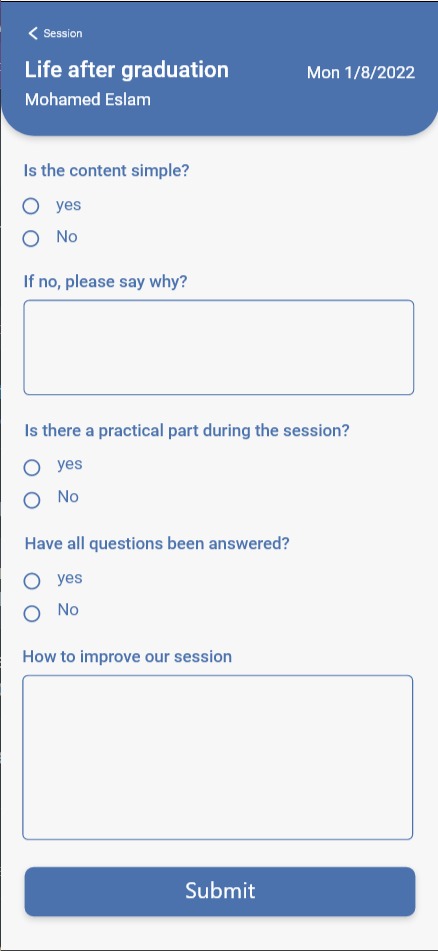 Session
Life after graduation
Mon 1/8/2022
Mohamed Eslam
Is the content simple?
yes
No
If no, please say why?
Is there a practical part during the session?
yes
No
Have all questions been answered?
yes
No
How to improve our session
Submit